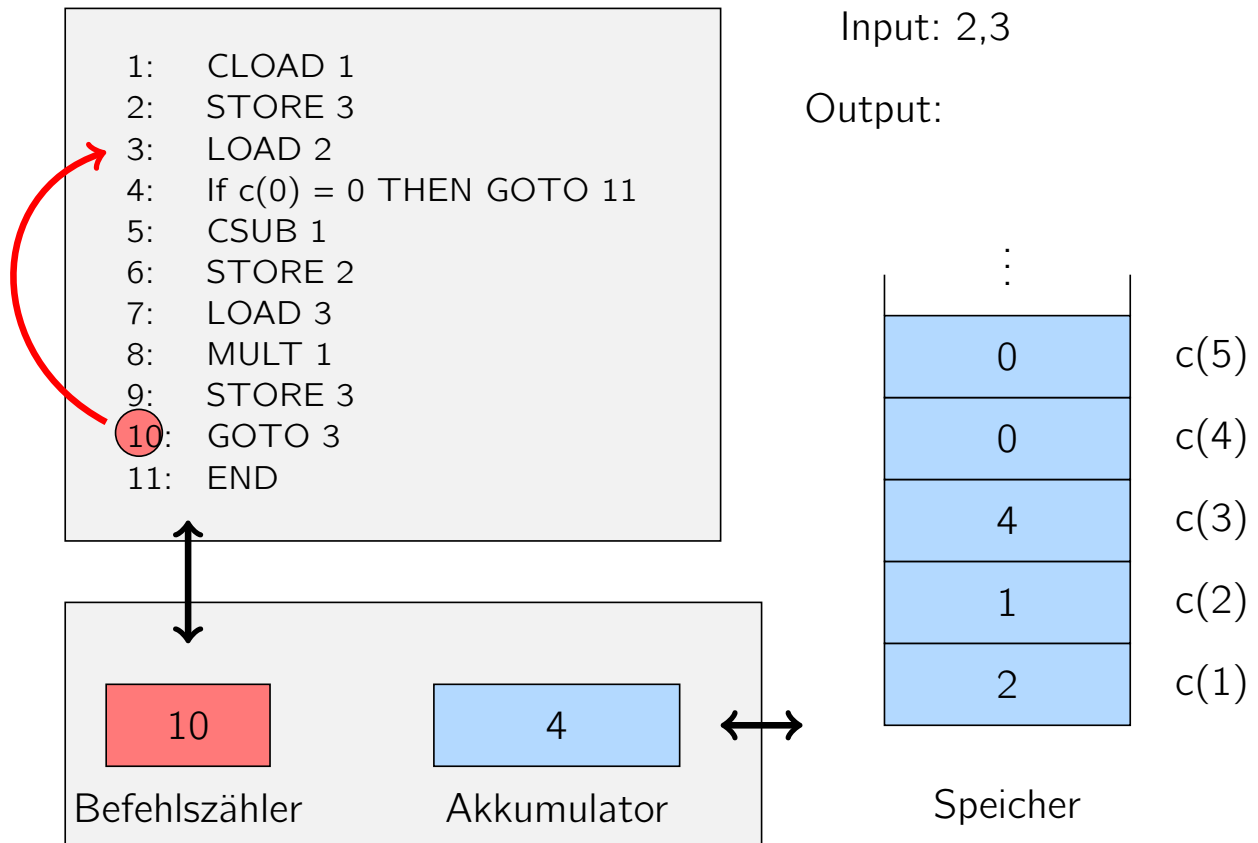 1: CLOAD 1
2: STORE 3
3: LOAD 2
4: If c(0) = 0 THEN GOTO 11
5: CSUB 1
6: STORE 2
7: LOAD 3
8: MULT 1
9: STORE 3
10: GOTO 3
11: END
Input: 2,3
Output:
⋮
0 c(5)
0 c(4)
4 c(3)
1 c(2)
2 c(1)
Speicher
10
Befehlszähler
4
Akkumulator